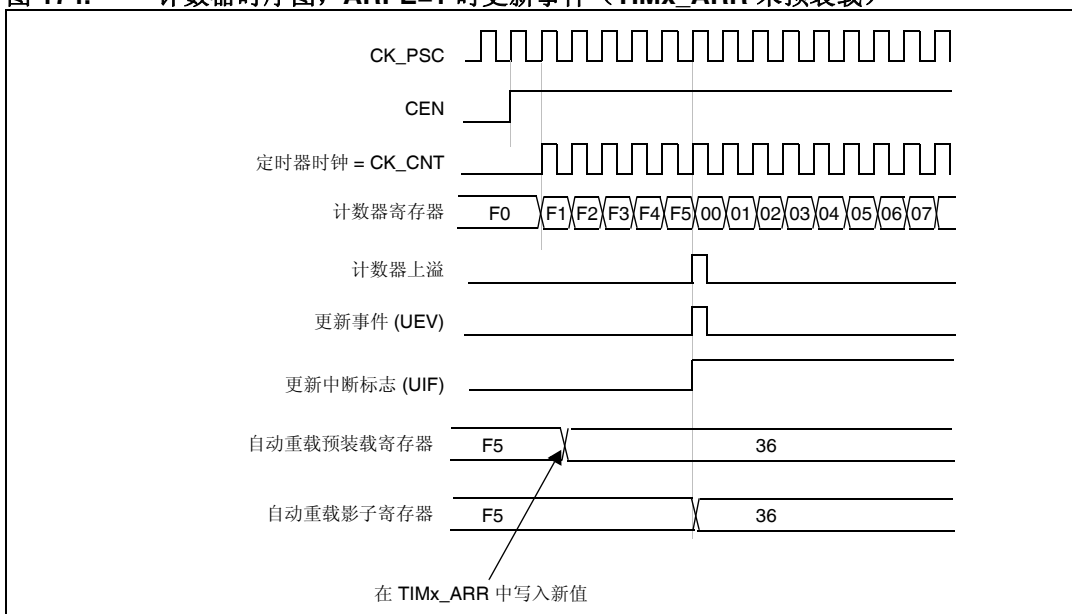 CK_PSC
CEN
定时器时钟 = CK_CNT
计数器寄存器 F0 F1 F2 F3 F4 F5 00 01 02 03 04 05 06 07
计数器上溢
更新事件 (UEV)
更新中断标志 (UIF)
自动重载预装载寄存器 F5 36
自动重载影子寄存器 F5 36
在 TIMx_ARR 中写入新值